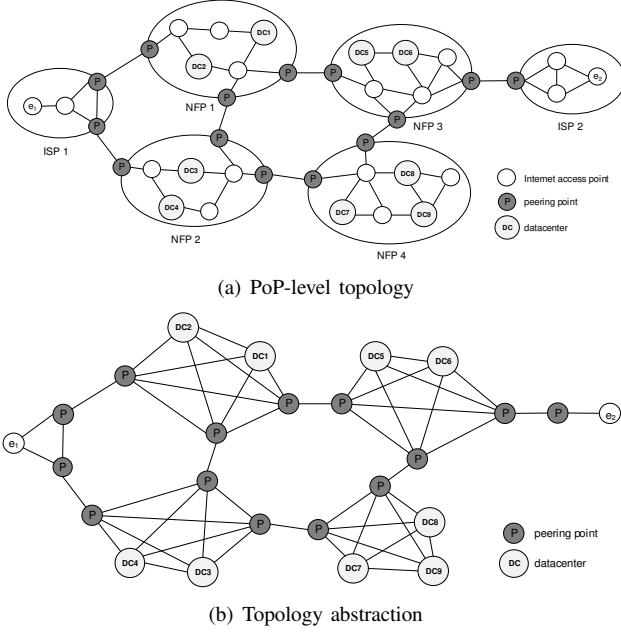 DC1
P
P
DC2
DC5
DC6
P
P
P
P
P
e₁
P
e₂
NFP 1
NFP 3
ISP 2
P
P
ISP 1
P
P
P
DC3
DC8
P
P
DC4
DC7
DC9
NFP 2
NFP 4
Internet access point
P peering point
DC datacenter
(a) PoP-level topology
DC2
DC1
DC5
DC6
P
P
P
P
P
P
e₂
e₁
P
P
P
P
P
P
P
P
DC8
DC4
DC3
DC7
DC9
P peering point
DC datacenter
(b) Topology abstraction